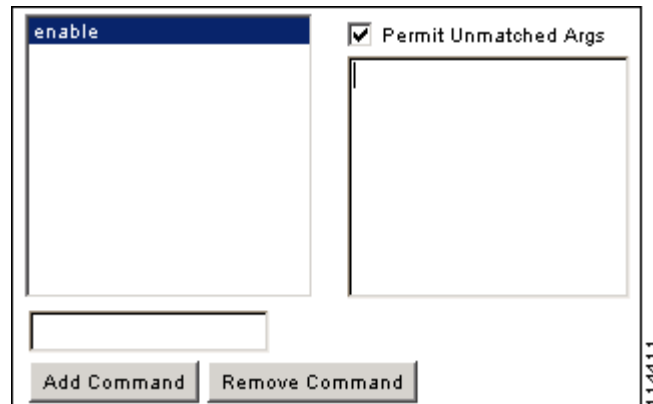 enable
Permit Unmatched Args
Add Command
Remove Command
114411